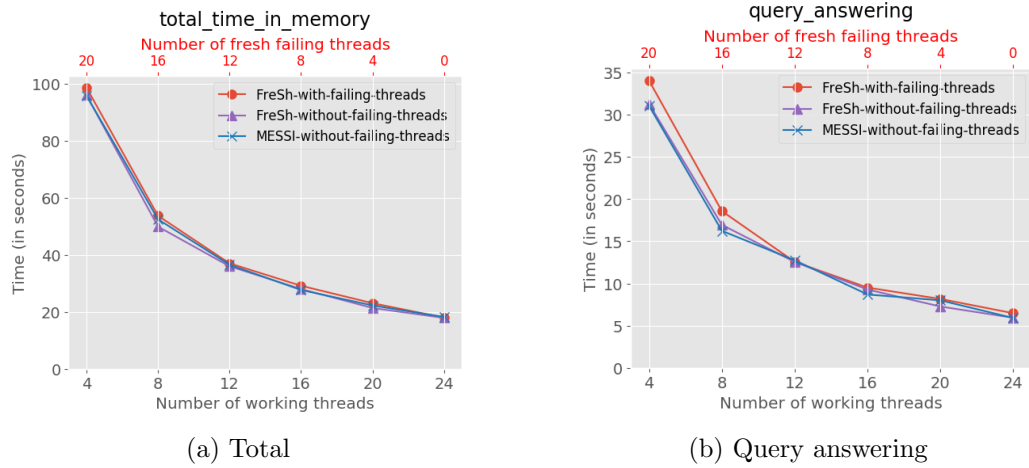 total_time_in_memory
Number of fresh failing threads
20 16 12 8 4 0
100
80
60
40
20
0
Time (in seconds)
FreSh-with-failing-threads
FreSh-without-failing-threads
MESSI-without-failing-threads
4 8 12 16 20 24
Number of working threads
(a) Total
query_answering
Number of fresh failing threads
20 16 12 8 4 0
35
30
25
20
15
10
5
0
Time (in seconds)
FreSh-with-failing-threads
FreSh-without-failing-threads
MESSI-without-failing-threads
4 8 12 16 20 24
Number of working threads
(b) Query answering